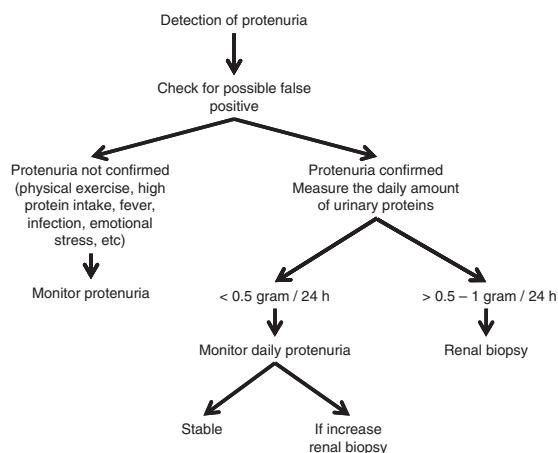 Detection of protenuria
Check for possible false
positive
Protenuria not confirmed
(physical exercise, high
protein intake, fever,
infection, emotional
stress, etc)
Monitor protenuria
Protenuria confirmed
Measure the daily amount
of urinary proteins
< 0.5 gram / 24 h
> 0.5 – 1 gram / 24 h
Monitor daily protenuria
Renal biopsy
Stable
If increase
renal biopsy